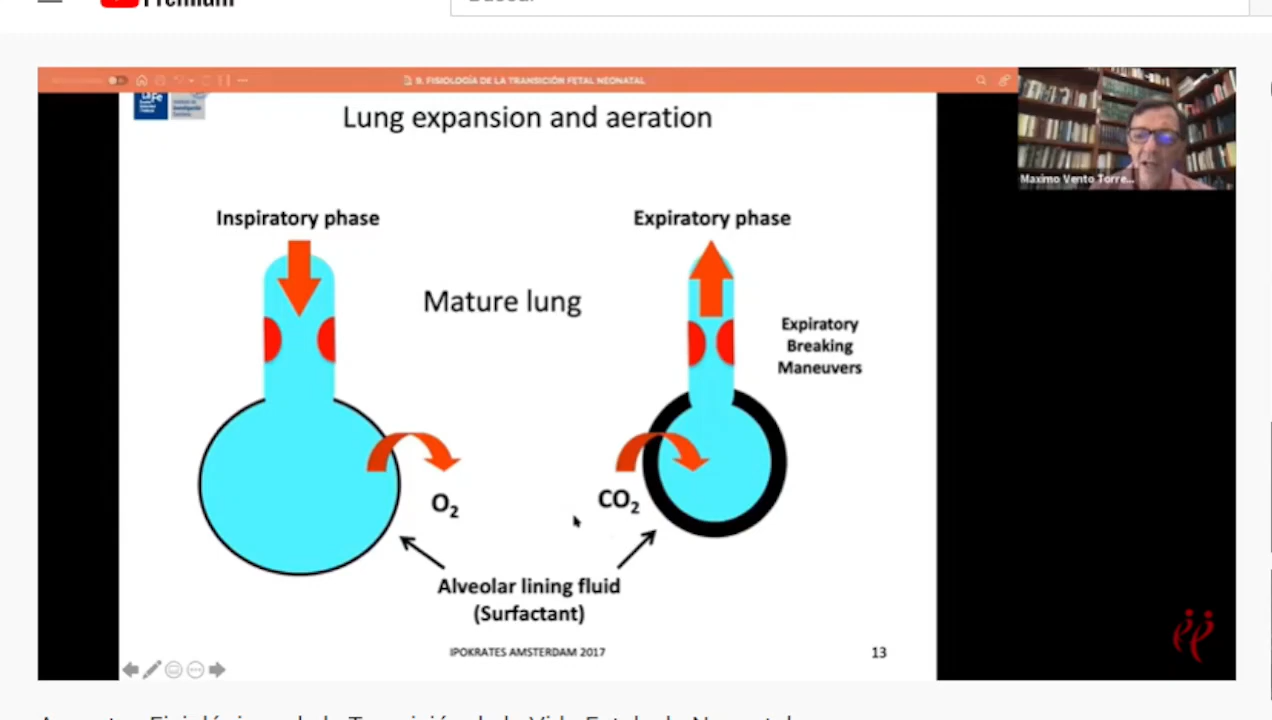 Premium
9. FISIOLOGÍA DE LA TRANSICIÓN FETAL NEONATAL
Lung expansion and aeration
Maximo Vento Torre...
Inspiratory phase
Expiratory phase
Mature lung
Expiratory
Breaking
Maneuvers
O2
CO2
Alveolar lining fluid
(Surfactant)
IPOKRATES AMSTERDAM 2017
13